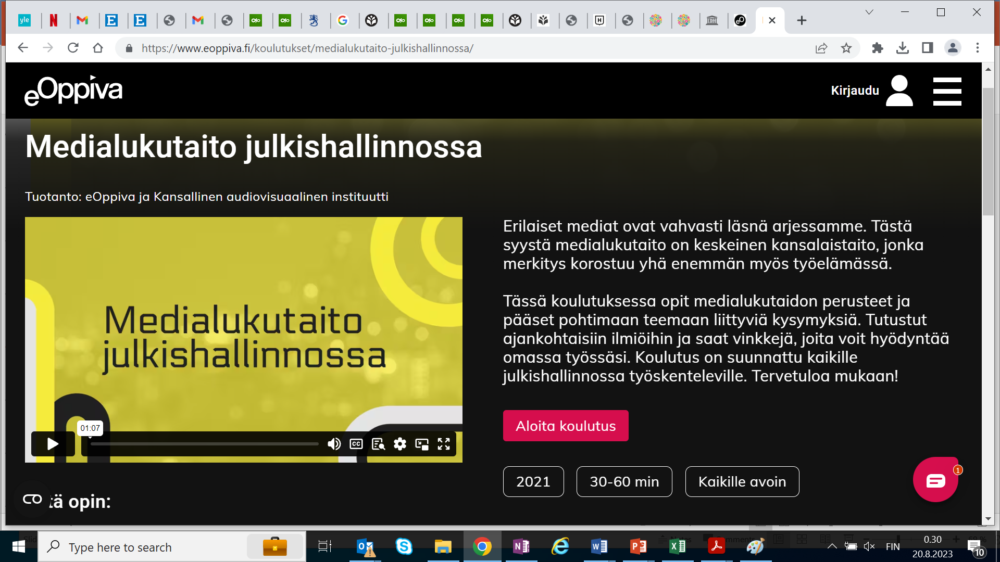 yle
https://www.eoppiva.fi/koulutukset/medialukutaito-julkishallinnossa/
eOppiva
Kirjaudu
Medialukutaito julkishallinnossa
Tuotanto: eOppiva ja Kansallinen audiovisuaalinen instituutti
Medialukutaito
julkishallinnossa
01:07
CC
Erilaiset mediat ovat vahvasti läsnä arjessamme. Tästä
syystä medialukutaito on keskeinen kansalaistaito, jonka
merkitys korostuu yhä enemmän myös työelämässä.
Tässä koulutuksessa opit medialukutaidon perusteet ja
pääset pohtimaan teemaan liittyviä kysymyksiä. Tutustut
ajankohtaisiin ilmiöihin ja saat vinkkejä, joita voit hyödyntää
omassa työssäsi. Koulutus on suunnattu kaikille
julkishallinnossa työskenteleville. Tervetuloa mukaan!
Aloita koulutus
2021
30-60 min
Kaikille avoin
1
tä opin:
Type here to search
FIN
0.30
20.8.2023
10